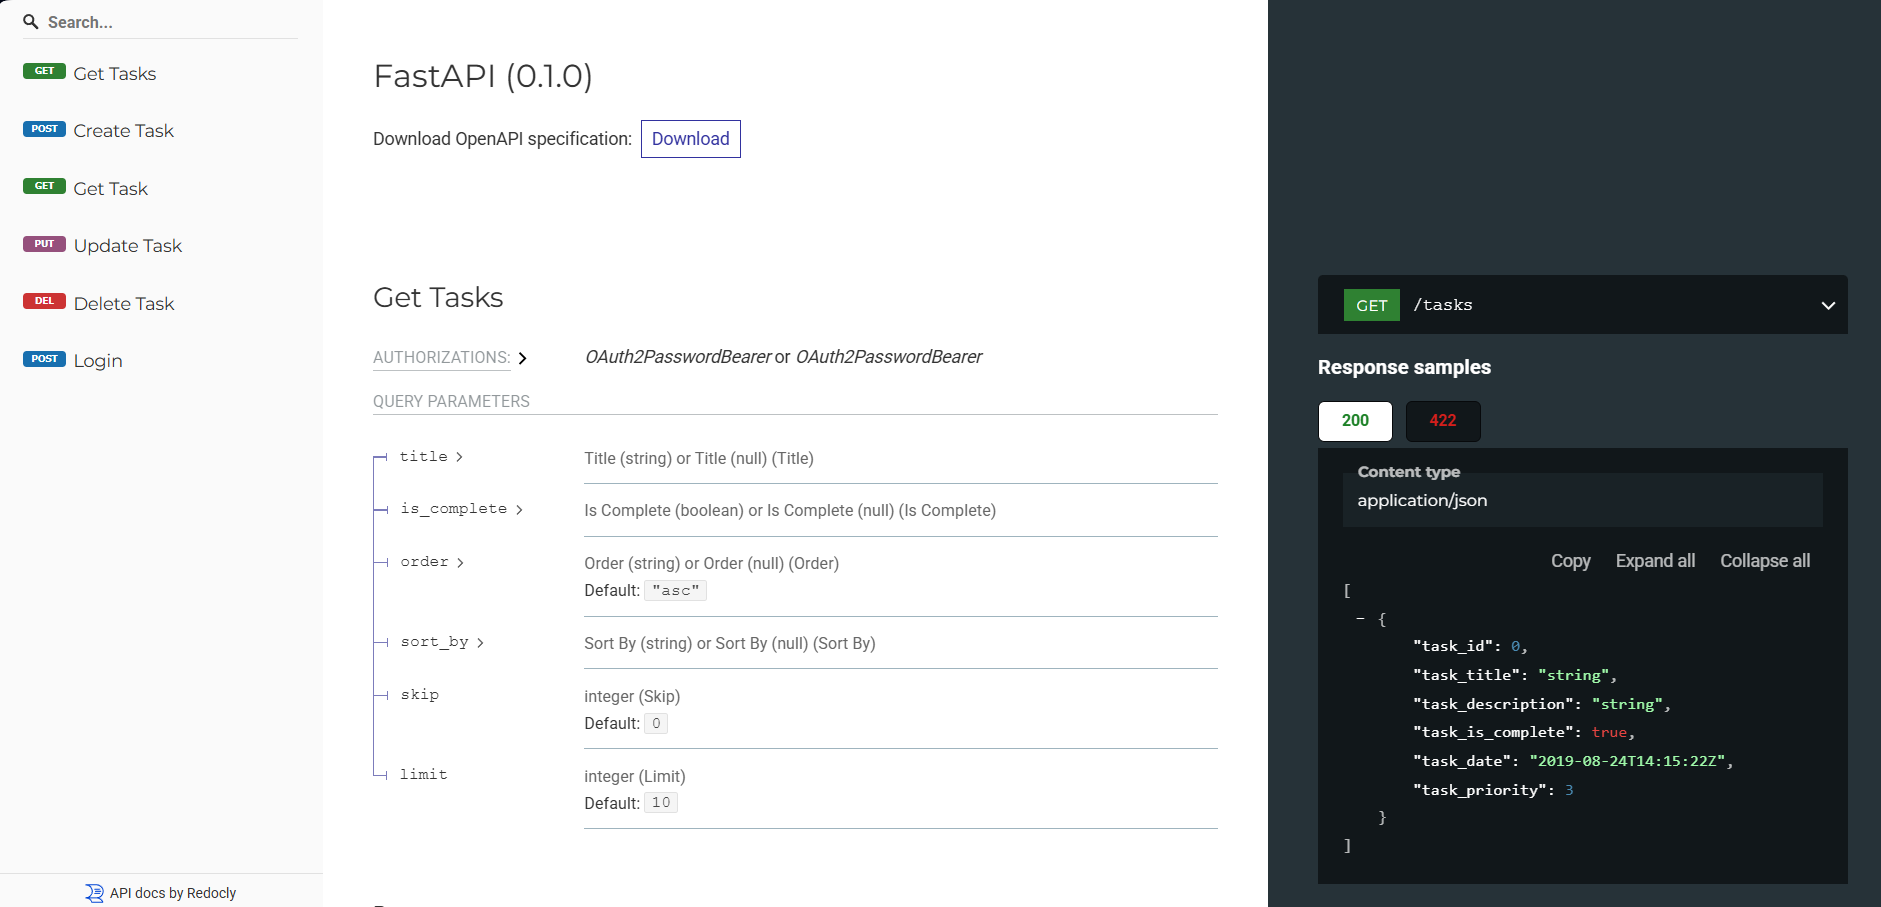 Search...
GET Get Tasks
POST Create Task
GET Get Task
PUT Update Task
DEL Delete Task
POST Login
API docs by Redocly
FastAPI (0.1.0)
Download OpenAPI specification: Download
Get Tasks
AUTHORIZATIONS: OAuth2PasswordBearer or OAuth2PasswordBearer
QUERY PARAMETERS
title Title (string) or Title (null) (Title)
is_complete Is Complete (boolean) or Is Complete (null) (Is Complete)
order Order (string) or Order (null) (Order)
Default: "asc"
sort_by Sort By (string) or Sort By (null) (Sort By)
skip integer (Skip)
Default: 0
limit integer (Limit)
Default: 10
GET /tasks
Response samples
200 422
Content type
application/json
Copy Expand all Collapse all
[
- {
"task_id": 0,
"task_title": "string",
"task_description": "string",
"task_is_complete": true,
"task_date": "2019-08-24T14:15:22Z",
"task_priority": 3
}
]